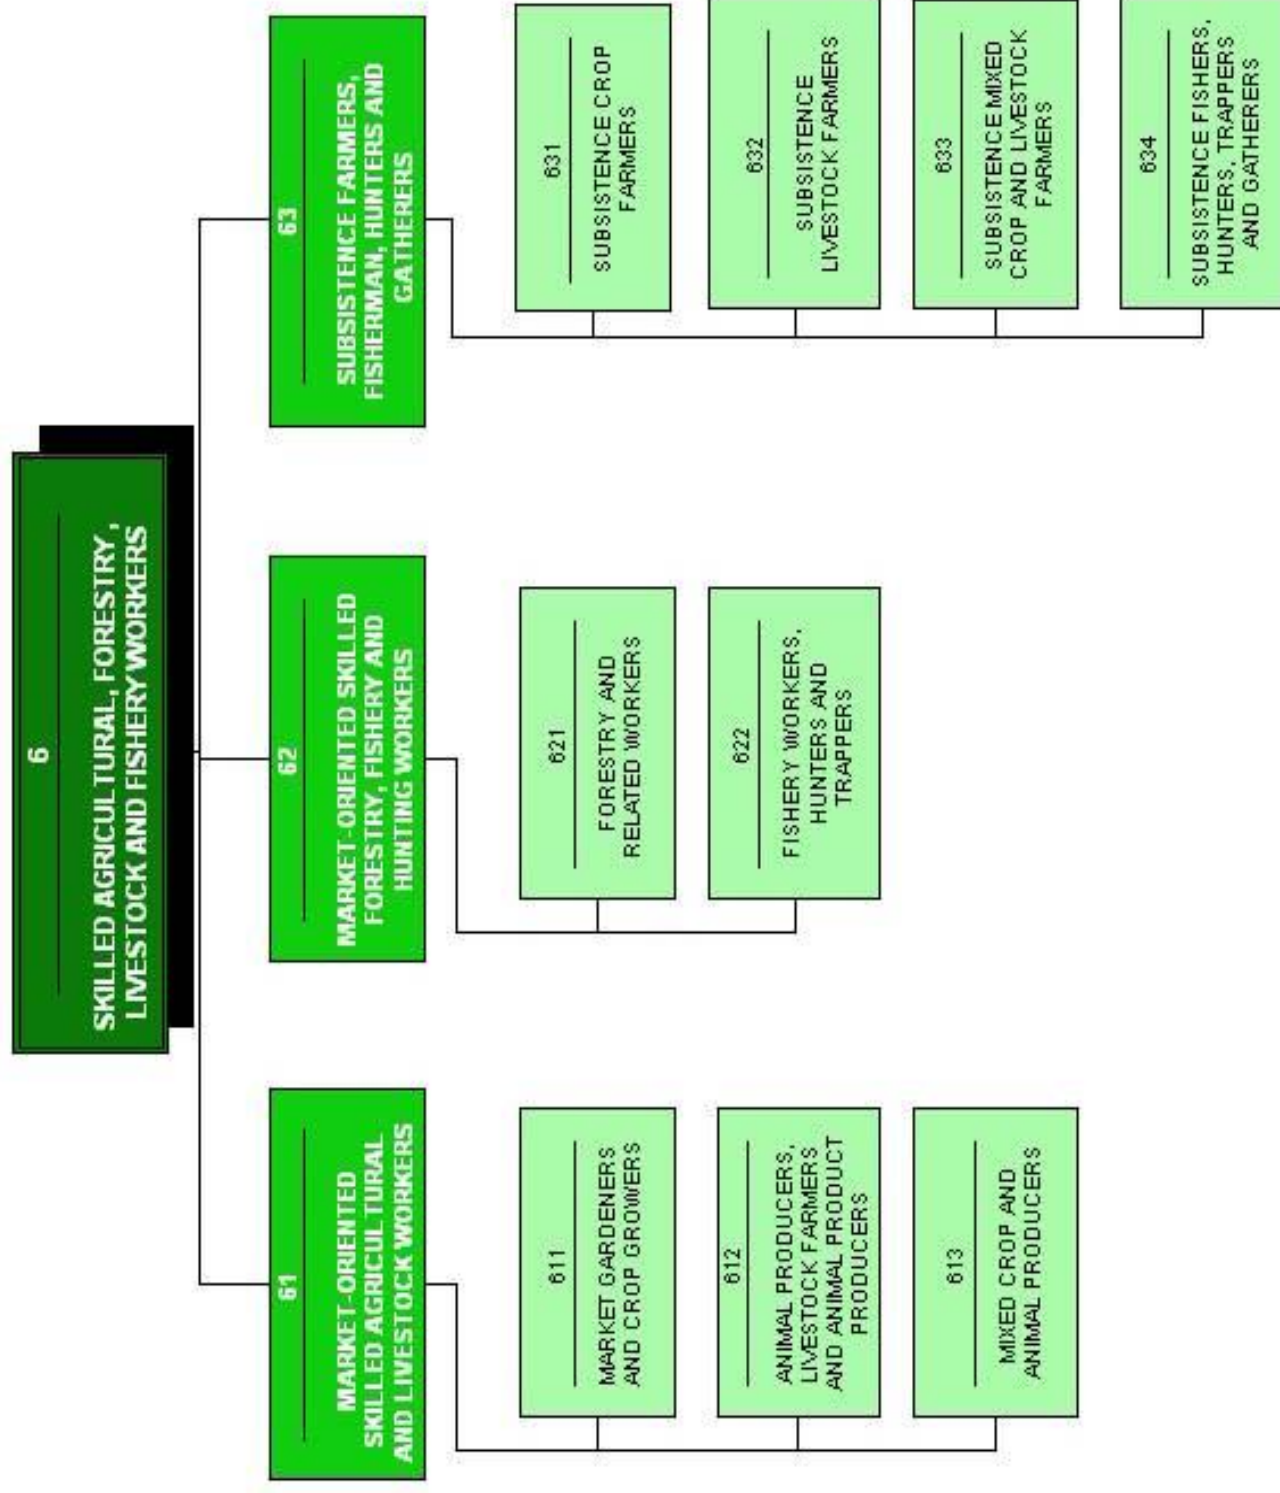 6
SKILLED AGRICULTURAL, FORESTRY ,
LIVESTOCK AND FISHERY WORKERS
61
MARKET-ORIENTED
SKILLED AGRICULTURAL
AND LIVESTOCK WORKERS
611
MARKET GARDENERS
AND CROP GROWERS
612
ANIMAL PRODUCERS,
LIVESTOCK FARMERS
AND ANIMAL PRODUCT
PRODUCERS
613
MIXED CROP AND
ANIMAL PRODUCERS
62
MARKET-ORIENTED SKILLED
FORESTRY, FISHERY AND
HUNTING WORKERS
621
FORESTRY AND
RELATED WORKERS
622
FISHERY WORKERS,
HUNTERS AND
TRAPPERS
63
SUBSISTENCE FARMERS,
FISHERMAN, HUNTERS AND
GATHERERS
631
SUBSISTENCE CROP
FARMERS
632
SUBSISTENCE
LIVESTOCK FARMERS
633
SUBSISTENCE MIXED
CROP AND LIVESTOCK
FARMERS
634
SUBSISTENCE FISHERS,
HUNTERS, TRAPPERS
AND GATHERERS